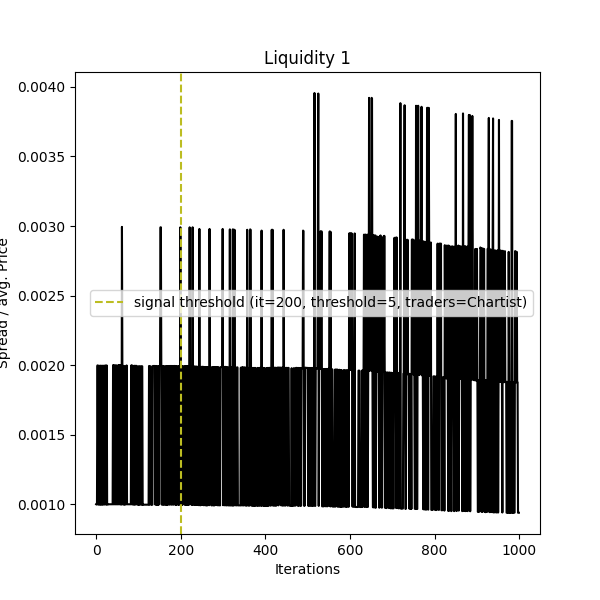 Liquidity 1
0.0040
0.0035
0.0030
0.0025
0.0020
0.0015
0.0010
Spread / avg. Price
signal threshold (it=200, threshold=5, traders=Chartist)
0 200 400 600 800 1000
Iterations